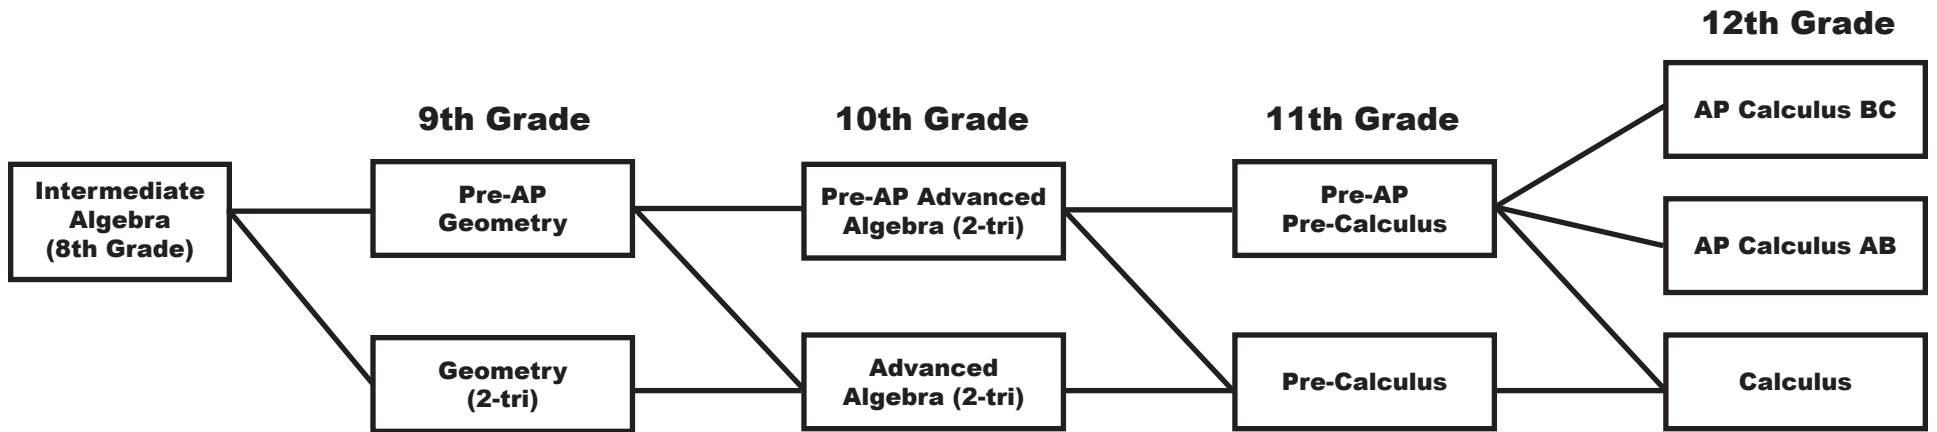 12th Grade
AP Calculus BC
9th Grade
10th Grade
11th Grade
Intermediate
Algebra
(8th Grade)
Pre-AP
Geometry
Pre-AP Advanced
Algebra (2-tri)
Pre-AP
Pre-Calculus
AP Calculus AB
Geometry
(2-tri)
Advanced
Algebra (2-tri)
Pre-Calculus
Calculus